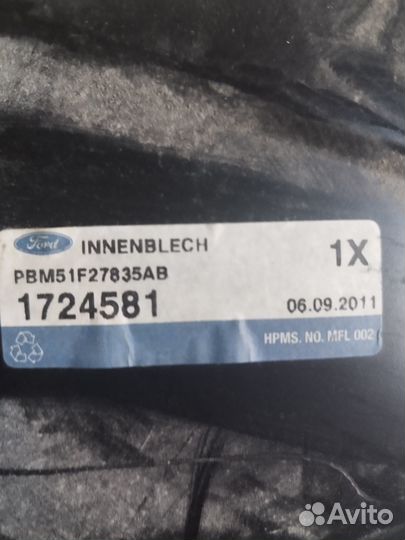 Ford INNENBLECH 1X
PBM51F27835AB
1724581 06.09.2011
HPMS. NO. MFL 002
Avito